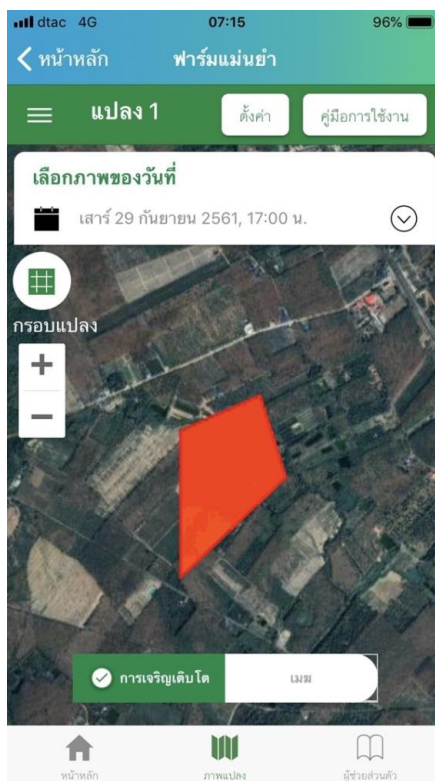 dtac 4G 07:15 96%
หน้าหลัก ฟาร์มแม่นยำ
แปลง 1 ตั้งค่า คู่มือการใช้งาน
เลือกภาพของวันที่
เสาร์ 29 กันยายน 2561, 17:00 น.
กรอบแปลง
+
−
การเจริญเติบโต เมฆ
หน้าหลัก ภาพแปลง ผู้ช่วยส่วนตัว